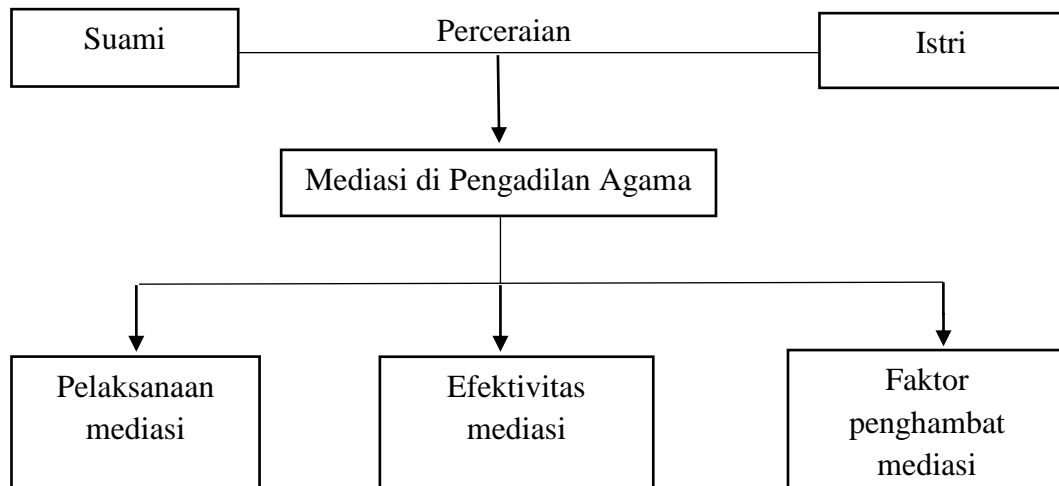 Suami
Perceraian
Istri
Mediasi di Pengadilan Agama
Pelaksanaan
mediasi
Efektivitas
mediasi
Faktor
penghambat
mediasi